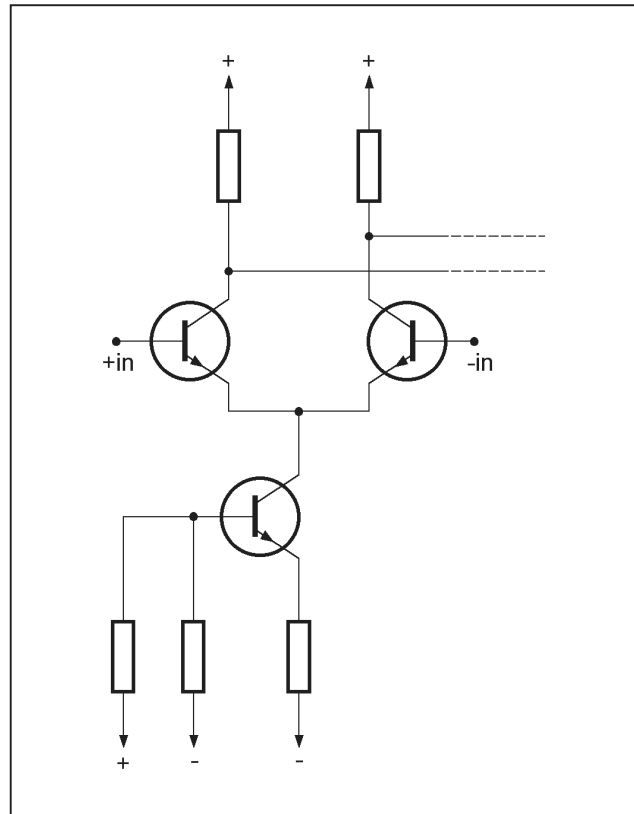 + +
+in -in
+ - -